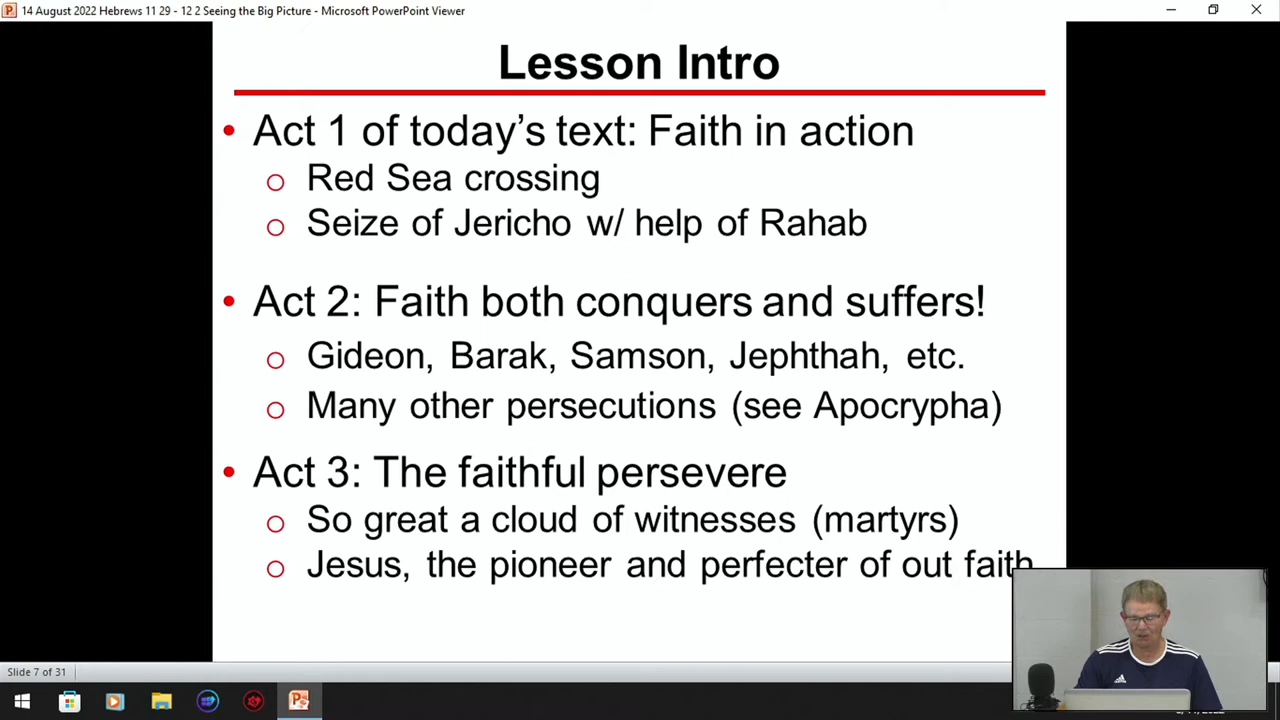 14 August 2022 Hebrews 11 29 - 12 2 Seeing the Big Picture - Microsoft PowerPoint Viewer
Lesson Intro
• Act 1 of today’s text: Faith in action
o Red Sea crossing
o Seize of Jericho w/ help of Rahab
• Act 2: Faith both conquers and suffers!
o Gideon, Barak, Samson, Jephthah, etc.
o Many other persecutions (see Apocrypha)
• Act 3: The faithful persevere
o So great a cloud of witnesses (martyrs)
o Jesus, the pioneer and perfecter of out faith
Slide 7 of 31